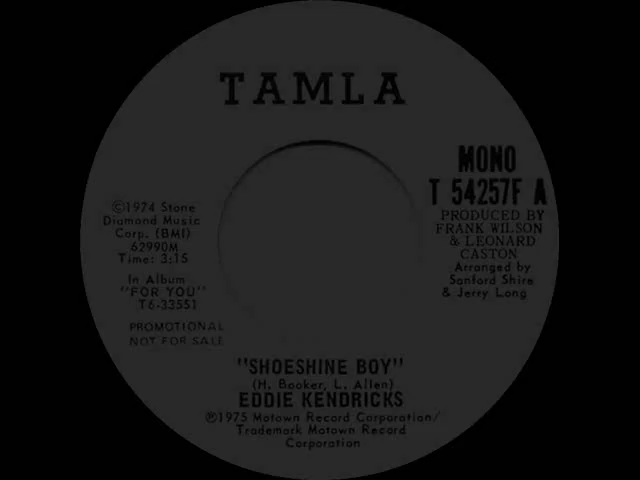 TAMLA
MONO
T 54257F A
PRODUCED BY
FRANK WILSON
& LEONARD
CASTON
Arranged by
Sanford Shire
& Jerry Long
©1974 Stone
Diamond Music
Corp. (BMI)
62990M
Time: 3:15
In Album
"FOR YOU"
T6-335S1
PROMOTIONAL
NOT FOR SALE
"SHOESHINE BOY"
(H. Booker, L. Allen)
EDDIE KENDRICKS
℗1975 Motown Record Corporation/
Trademark Motown Record
Corporation